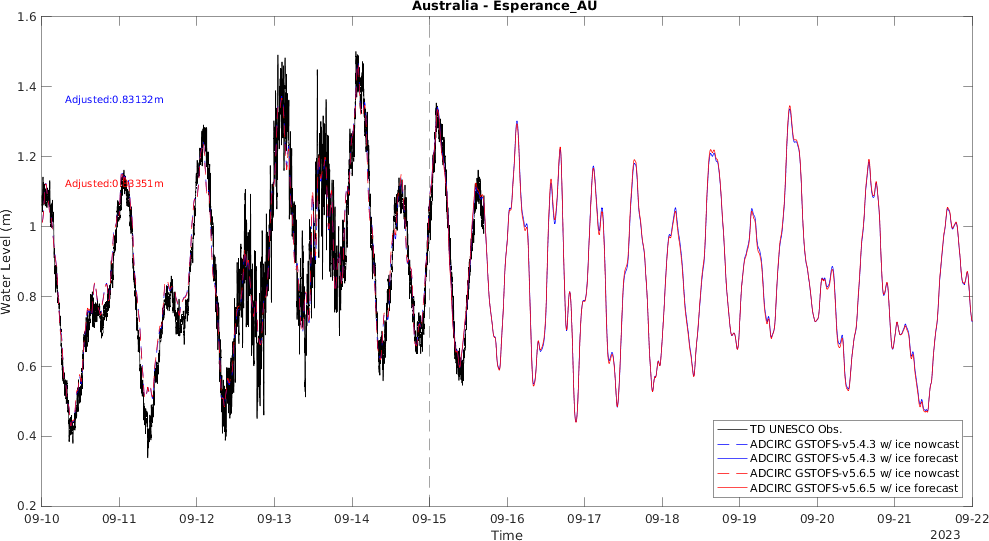 Australia - Esperance_AU
1.6
1.4
1.2
1
0.8
0.6
0.4
0.2
Water Level (m)
Adjusted:0.83132m
TD UNESCO Obs.
ADCIRC GSTOFS-v5.4.3 w/ ice nowcast
ADCIRC GSTOFS-v5.4.3 w/ ice forecast
ADCIRC GSTOFS-v5.6.5 w/ ice nowcast
ADCIRC GSTOFS-v5.6.5 w/ ice forecast
09-10 09-11 09-12 09-13 09-14 09-15 09-16 09-17 09-18 09-19 09-20 09-21 09-22
Time
2023